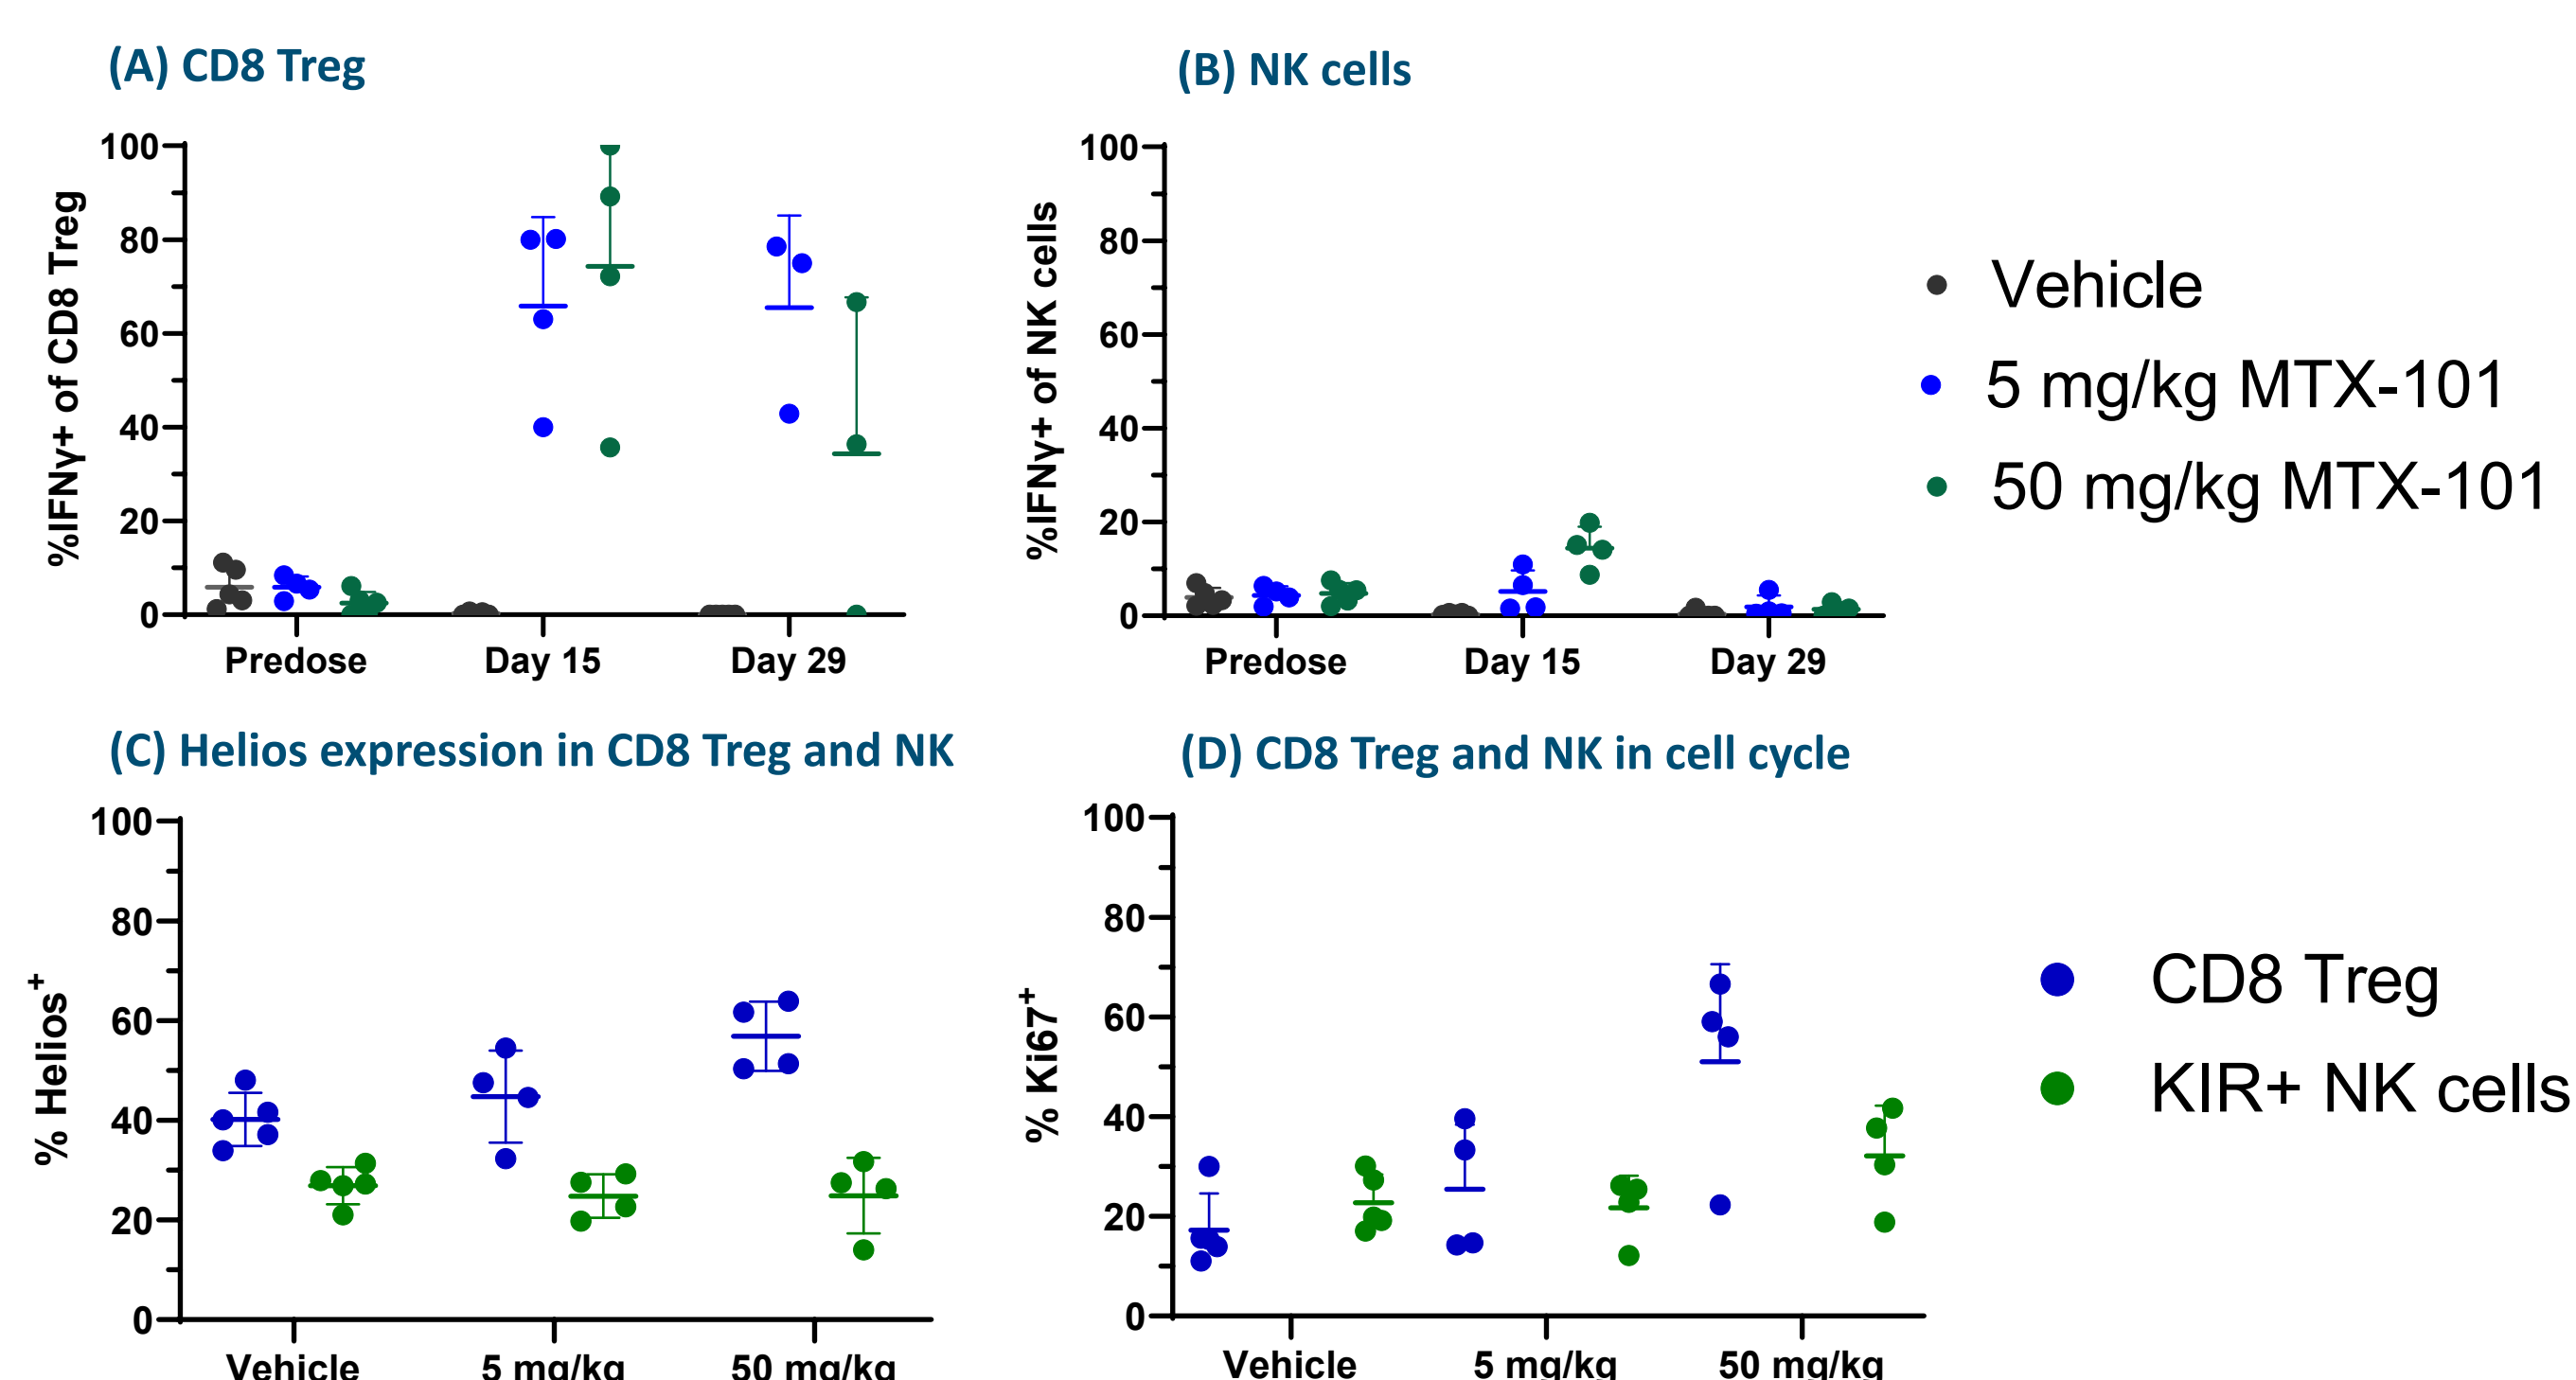 (A) CD8 Treg
%IFNγ+ of CD8 Treg
100
80
60
40
20
0
Predose Day 15 Day 29
(B) NK cells
%IFNγ+ of NK cells
100
80
60
40
20
0
Predose Day 15 Day 29
Vehicle
5 mg/kg MTX-101
50 mg/kg MTX-101
(C) Helios expression in CD8 Treg and NK
% Helios⁺
100
80
60
40
20
0
Vehicle 5 mg/kg 50 mg/kg
(D) CD8 Treg and NK in cell cycle
% Ki67⁺
100
80
60
40
20
0
Vehicle 5 mg/kg 50 mg/kg
CD8 Treg
KIR+ NK cells